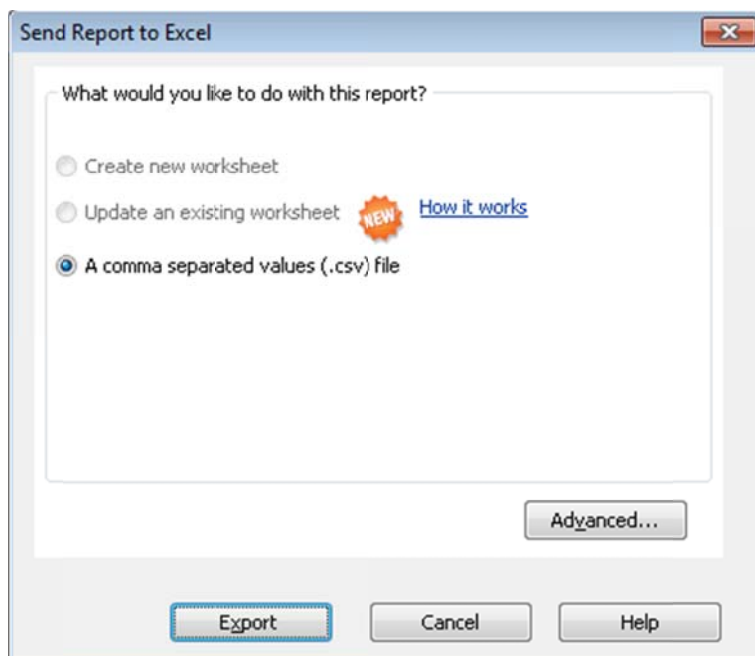 Send Report to Excel
What would you like to do with this report?
Create new worksheet
Update an existing worksheet NEW How it works
A comma separated values (.csv) file
Advanced...
Export Cancel Help